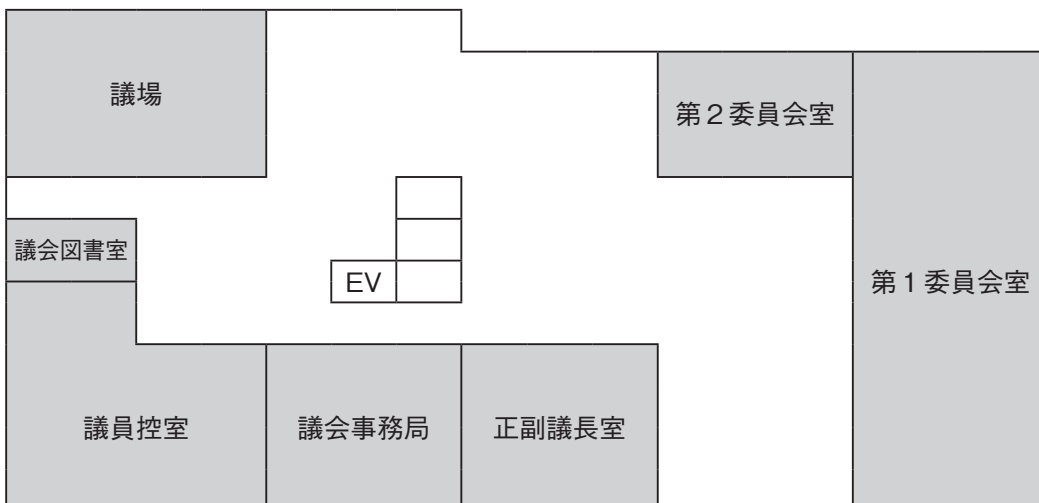 議場
第２委員会室
議会図書室
EV
第１委員会室
議員控室
議会事務局
正副議長室